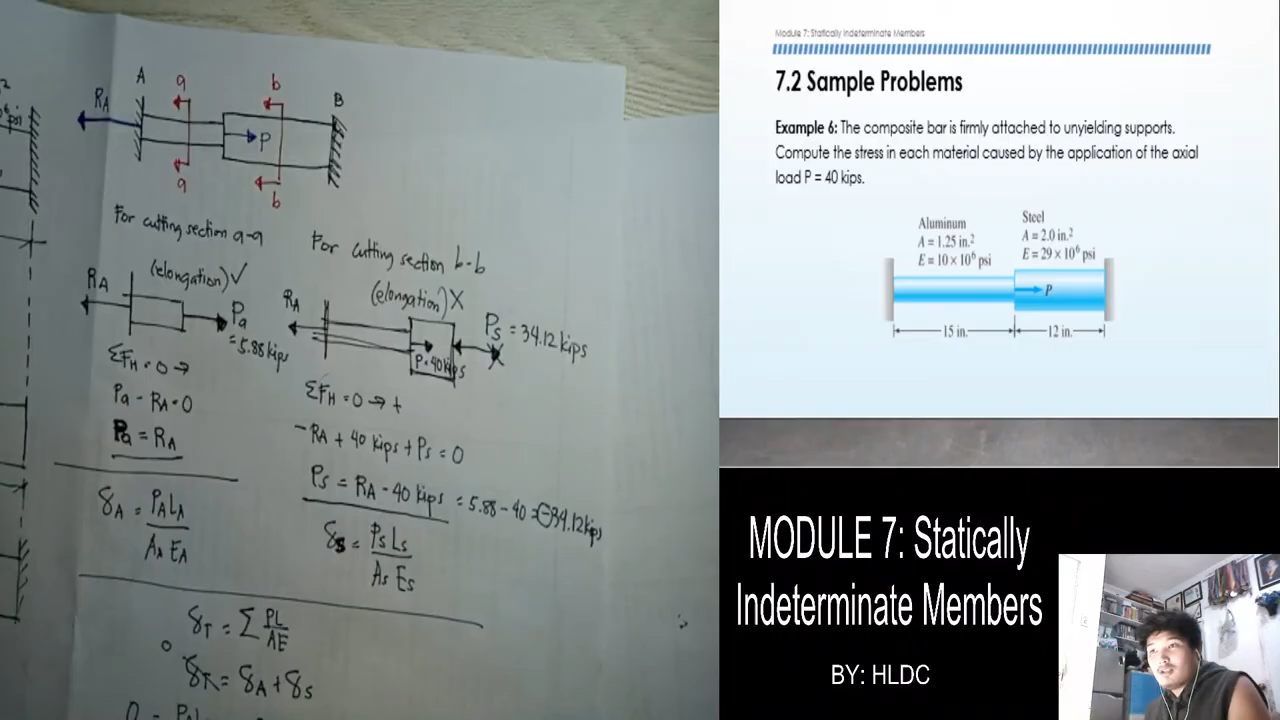 A
a
b
B
RA
P
a
b
For cutting section a-a
(elongation)✓
RA
Pa
= 5.88 kips
ΣFH = 0 →
Pa - RA = 0
Pa = RA
δA = PALA
AA EA
For cutting section b-b
(elongation) X
RA
Ps = 34.12 kips
P = 40 kips
ΣFH = 0 → +
-RA + 40 kips + Ps = 0
Ps = RA - 40 kips = 5.88 - 40 = -34.12 kips
δs = PsLs
As Es
δT = Σ PL
AE
0
δT = δA + δS
Module 7: Statically Indeterminate Members
7.2 Sample Problems
Example 6: The composite bar is firmly attached to unyielding supports.
Compute the stress in each material caused by the application of the axial
load P = 40 kips.
Aluminum
A = 1.25 in.²
E = 10 × 10⁶ psi
Steel
A = 2.0 in.²
E = 29 × 10⁶ psi
P
15 in.
12 in.
MODULE 7: Statically
Indeterminate Members
BY: HLDC